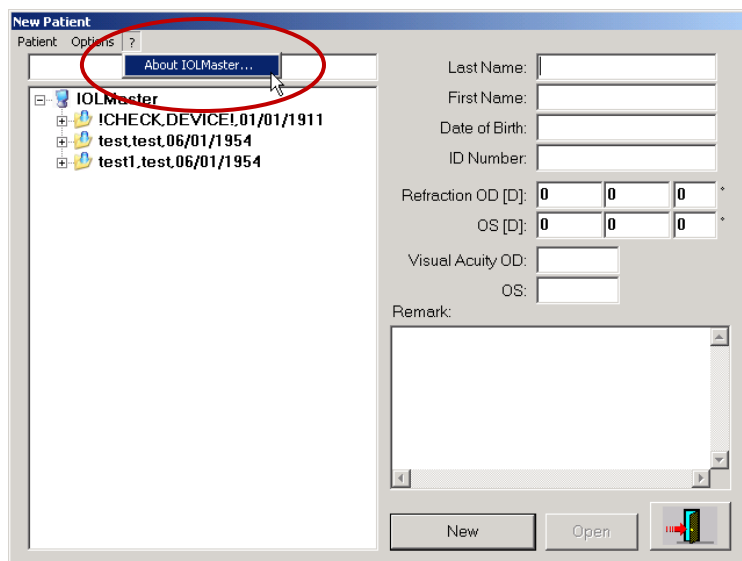 New Patient
Patient Options ?
About IOLMaster...
IOLMaster
!CHECK,DEVICE!,01/01/1911
test,test,06/01/1954
test1,test,06/01/1954
Last Name:
First Name:
Date of Birth:
ID Number:
Refraction OD [D]: 0 0 0 °
OS [D]: 0 0 0 °
Visual Acuity OD:
OS:
Remark:
New Open